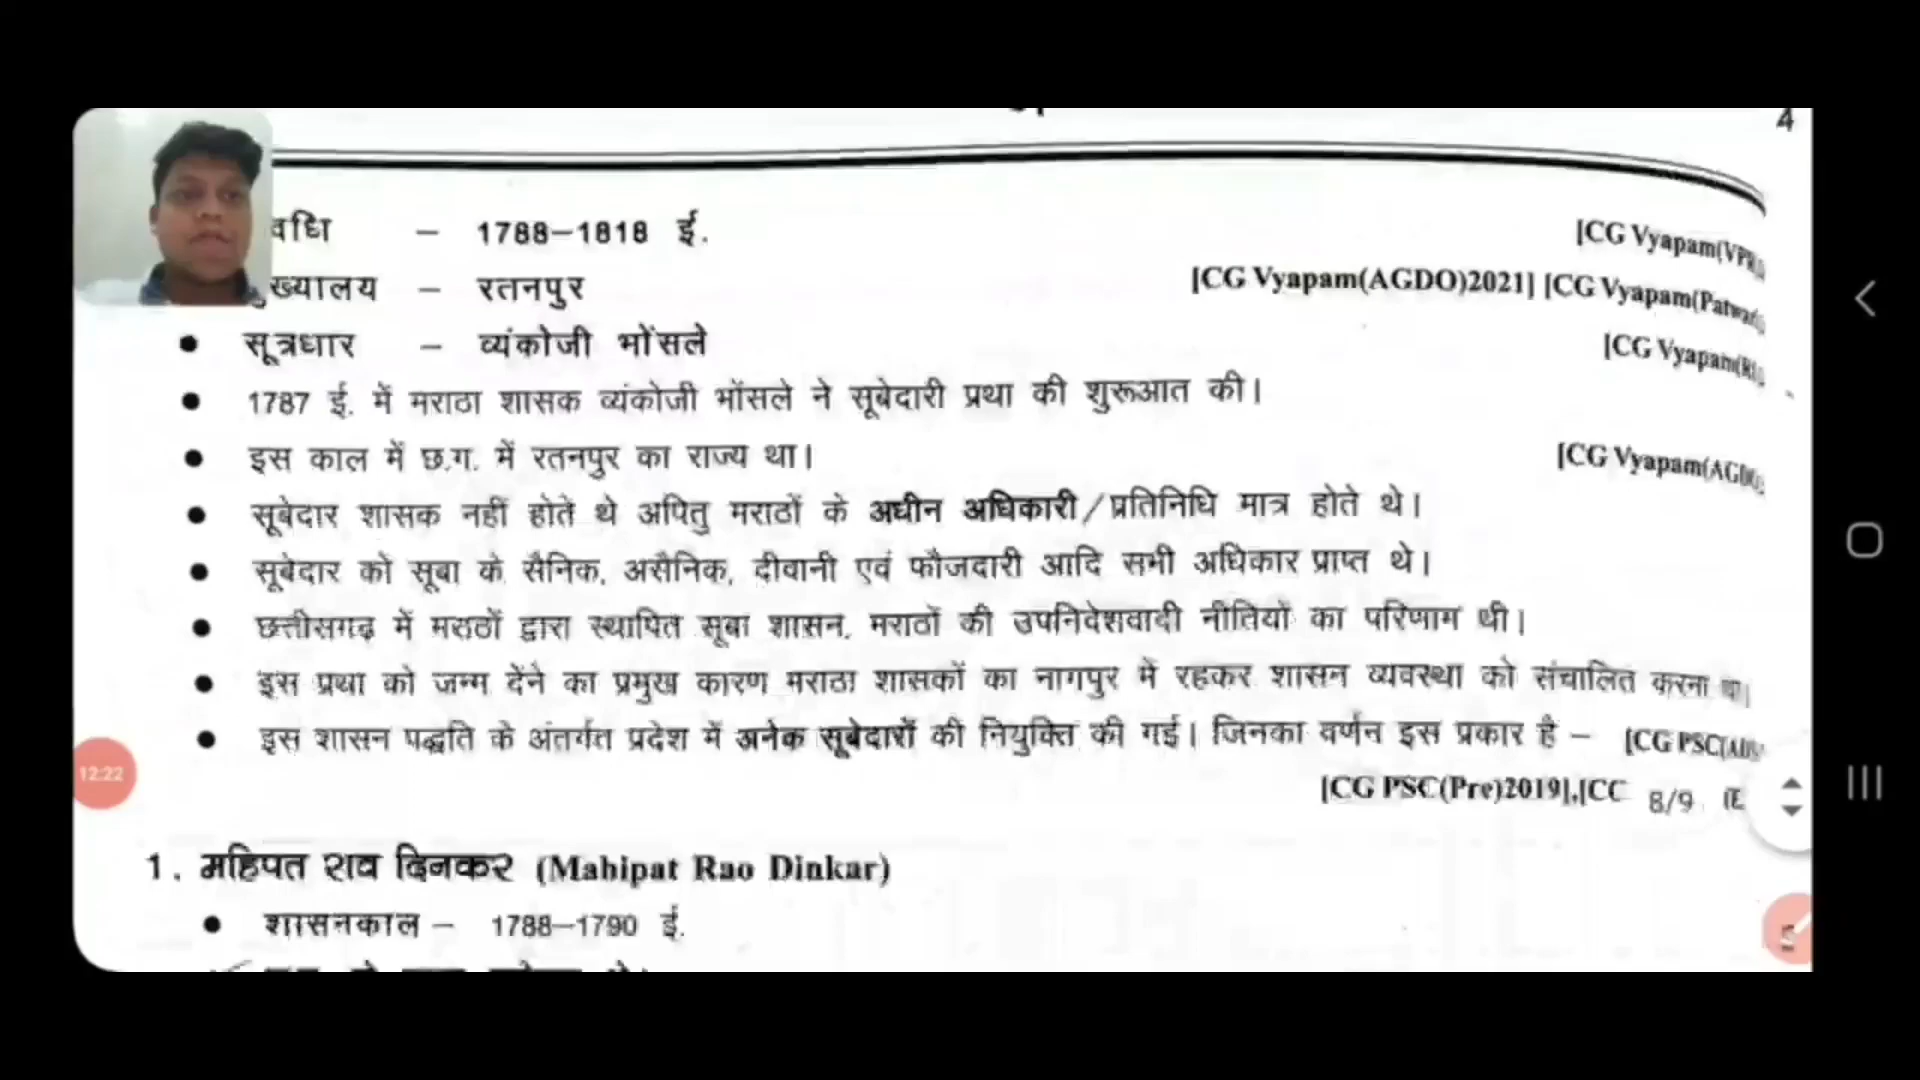 4
वधि – 1788–1818 ई. [CG Vyapam(VPR)
ुख्यालय – रतनपुर [CG Vyapam(AGDO)2021] [CG Vyapam(Patwari)
• सूत्रधार – व्यंकोजी भोंसले [CG Vyapam(RI)
• 1787 ई. में मराठा शासक व्यंकोजी भोंसले ने सूबेदारी प्रथा की शुरूआत की।
• इस काल में छ.ग. में रतनपुर का राज्य था। [CG Vyapam(AGDO)
• सूबेदार शासक नहीं होते थे अपितु मराठों के अधीन अधिकारी/प्रतिनिधि मात्र होते थे।
• सूबेदार को सूबा के सैनिक, असैनिक, दीवानी एवं फौजदारी आदि सभी अधिकार प्राप्त थे।
• छत्तीसगढ़ में मराठों द्वारा स्थापित सूबा शासन, मराठों की उपनिवेशवादी नीतियों का परिणाम थी।
• इस प्रथा को जन्म देंने का प्रमुख कारण मराठा शासकों का नागपुर में रहकर शासन व्यवस्था को संचालित करना था।
• इस शासन पद्धति के अंतर्गत प्रदेश में अनेक सूबेदारों की नियुक्ति की गई। जिनका वर्णन इस प्रकार है – [CG PSC(
12:22
[CG PSC(Pre)2019],[CG 8/9
1. महिपत राव दिनकर (Mahipat Rao Dinkar)
• शासनकाल – 1788–1790 ई.